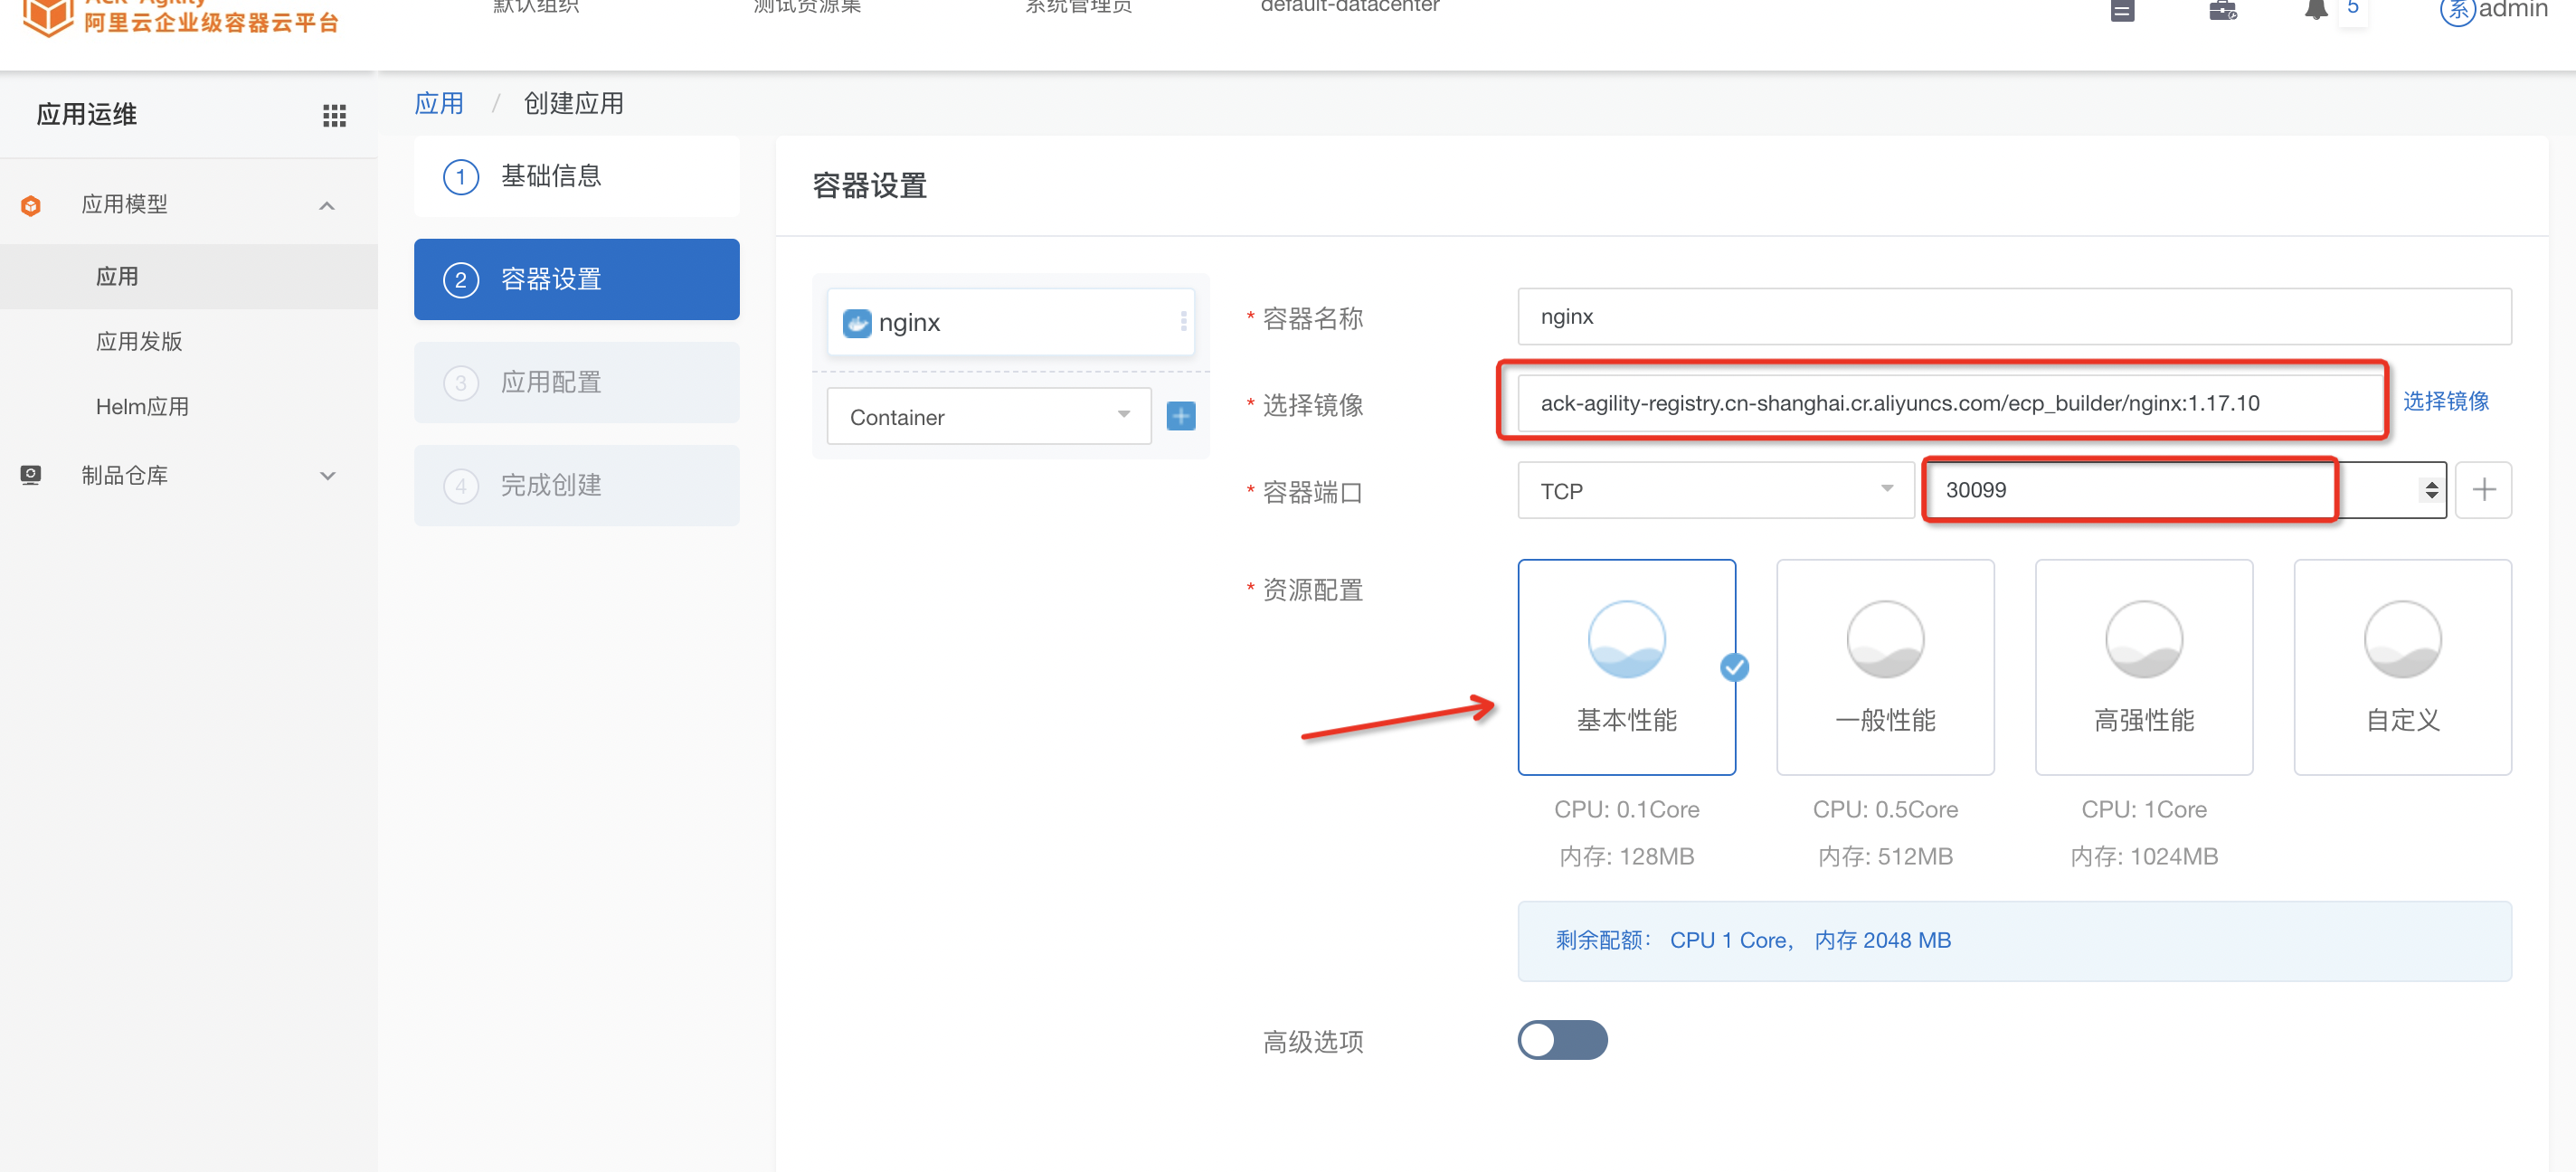 Ack-Agility
阿里云企业级容器云平台
默认组织
测试资源集
系统管理员
default-datacenter
5
系
admin
应用运维
应用模型
应用
应用发版
Helm应用
制品仓库
应用 / 创建应用
1 基础信息
2 容器设置
3 应用配置
4 完成创建
容器设置
nginx
Container
* 容器名称
nginx
* 选择镜像
ack-agility-registry.cn-shanghai.cr.aliyuncs.com/ecp_builder/nginx:1.17.10
选择镜像
* 容器端口
TCP
30099
* 资源配置
基本性能
一般性能
高强性能
自定义
CPU: 0.1Core
CPU: 0.5Core
CPU: 1Core
内存: 128MB
内存: 512MB
内存: 1024MB
剩余配额： CPU 1 Core， 内存 2048 MB
高级选项